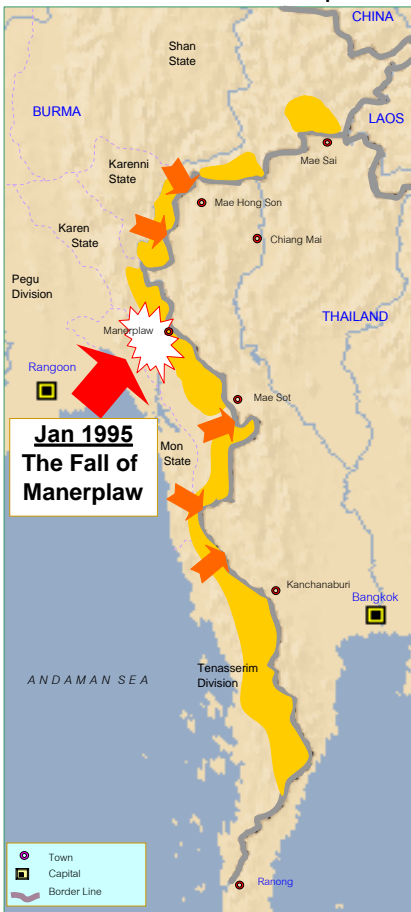 CHINA
Shan
State
BURMA
LAOS
Mae Sai
Karenni
State
Mae Hong Son
Karen
State
Chiang Mai
Pegu
Division
THAILAND
Manerplaw
Rangoon
Mae Sot
Jan 1995
The Fall of
Manerplaw
Mon
State
Kanchanaburi
Bangkok
Tenasserim
Division
ANDAMAN SEA
Town
Capital
Border Line
Ranong